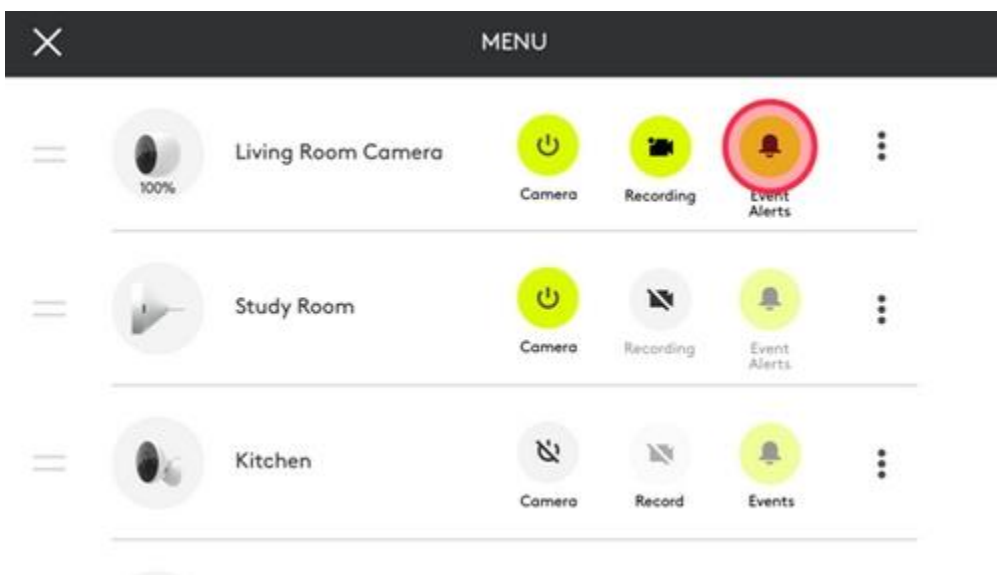 MENU
Living Room Camera
100%
Camera
Recording
Event
Alerts
Study Room
Camera
Recording
Event
Alerts
Kitchen
Camera
Record
Events